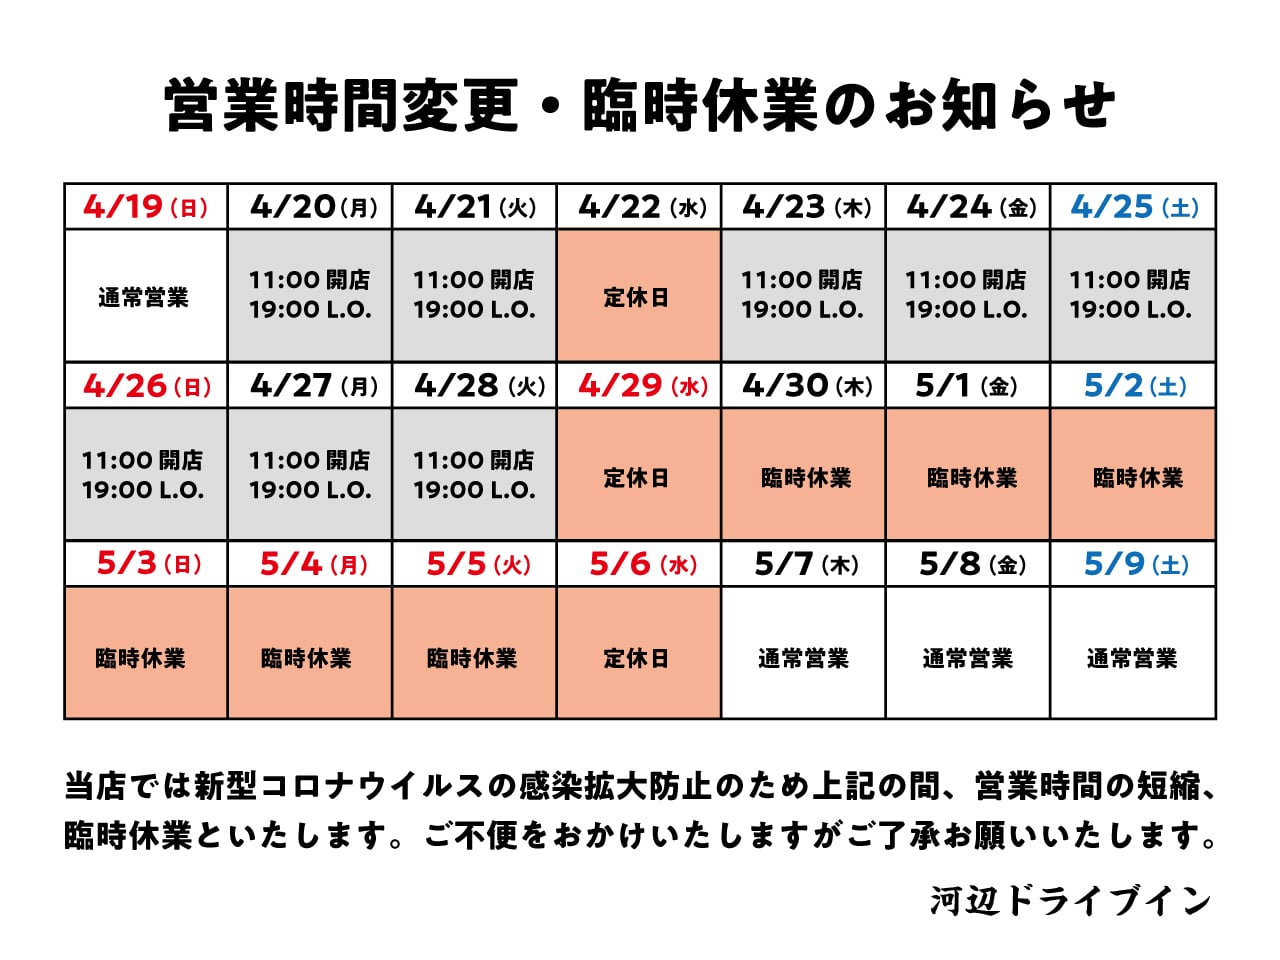 営業時間変更・臨時休業のお知らせ
4/19（日） 4/20（月） 4/21（火） 4/22（水） 4/23（木） 4/24（金） 4/25（土）
通常営業 11:00 開店 11:00 開店 定休日 11:00 開店 11:00 開店 11:00 開店
19:00 L.O. 19:00 L.O. 19:00 L.O. 19:00 L.O. 19:00 L.O.
4/26（日） 4/27（月） 4/28（火） 4/29（水） 4/30（木） 5/1（金） 5/2（土）
11:00 開店 11:00 開店 11:00 開店 定休日 臨時休業 臨時休業 臨時休業
19:00 L.O. 19:00 L.O. 19:00 L.O.
5/3（日） 5/4（月） 5/5（火） 5/6（水） 5/7（木） 5/8（金） 5/9（土）
臨時休業 臨時休業 臨時休業 定休日 通常営業 通常営業 通常営業
当店では新型コロナウイルスの感染拡大防止のため上記の間、営業時間の短縮、
臨時休業といたします。ご不便をおかけいたしますがご了承お願いいたします。
河辺ドライブイン